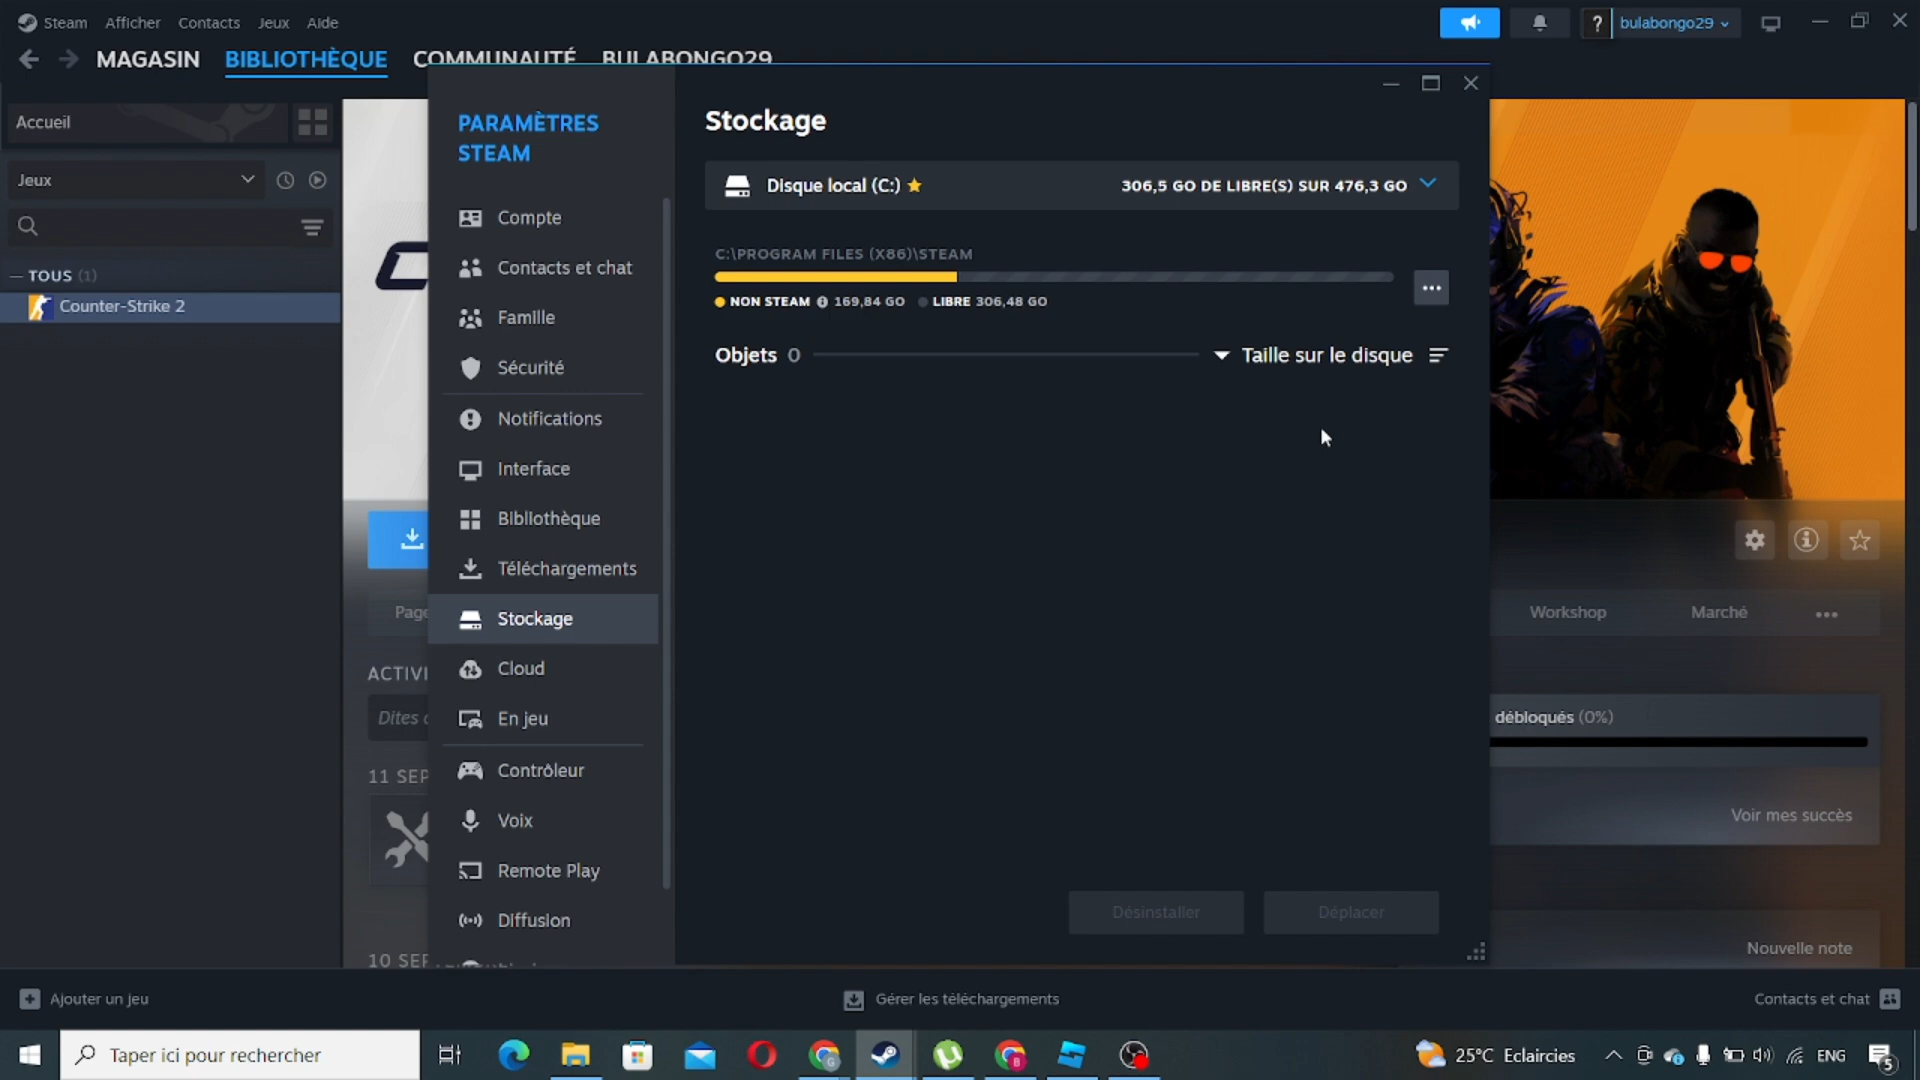 Steam Afficher Contacts Jeux Aide
? bulabongo29
MAGASIN BIBLIOTHÈQUE COMMUNAUTÉ BULABONGO29
Accueil
Jeux
TOUS (1)
Counter-Strike 2
PARAMÈTRES
STEAM
Compte
Contacts et chat
Famille
Sécurité
Notifications
Interface
Bibliothèque
Téléchargements
Stockage
Cloud
En jeu
Contrôleur
Voix
Remote Play
Diffusion
Stockage
Disque local (C:) 306,5 GO DE LIBRE(S) SUR 476,3 GO
C:\PROGRAM FILES (X86)\STEAM
NON STEAM 169,84 GO LIBRE 306,48 GO
Objets 0 Taille sur le disque
Désinstaller Déplacer
Page
ACTIVI
Dites
11 SEP
10 SEP
Workshop Marché
débloqués (0%)
Voir mes succès
Nouvelle note
Ajouter un jeu Gérer les téléchargements Contacts et chat
Taper ici pour rechercher
25°C Eclaircies ENG 5